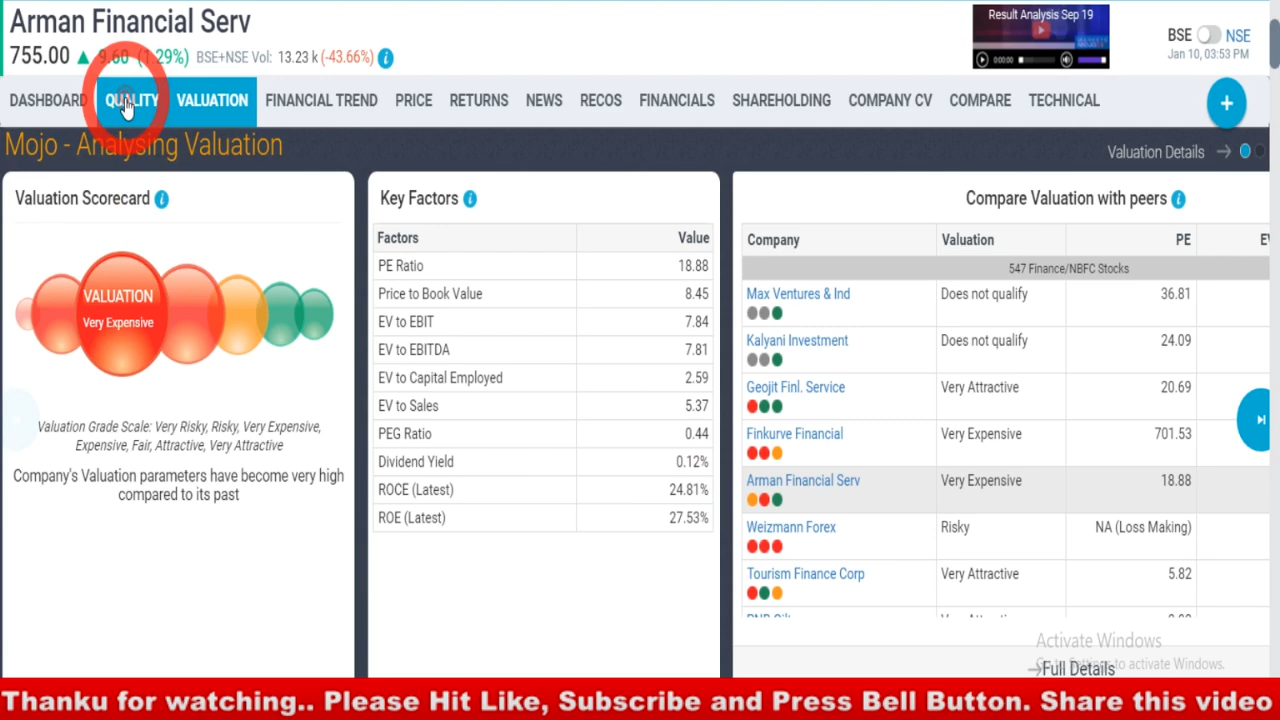 Arman Financial Serv
755.00 ▲ 9.60 (1.29%) BSE+NSE Vol: 13.23 k (-43.66%)
Result Analysis Sep 19
0:00:00
BSE NSE
Jan 10, 03:53 PM
DASHBOARD QUALITY VALUATION FINANCIAL TREND PRICE RETURNS NEWS RECOS FINANCIALS SHAREHOLDING COMPANY CV COMPARE TECHNICAL
Mojo - Analysing Valuation
Valuation Details →
Valuation Scorecard
VALUATION
Very Expensive
Valuation Grade Scale: Very Risky, Risky, Very Expensive,
Expensive, Fair, Attractive, Very Attractive
Company's Valuation parameters have become very high
compared to its past
Key Factors
Factors Value
PE Ratio 18.88
Price to Book Value 8.45
EV to EBIT 7.84
EV to EBITDA 7.81
EV to Capital Employed 2.59
EV to Sales 5.37
PEG Ratio 0.44
Dividend Yield 0.12%
ROCE (Latest) 24.81%
ROE (Latest) 27.53%
Compare Valuation with peers
Company Valuation PE
547 Finance/NBFC Stocks
Max Ventures & Ind Does not qualify 36.81
Kalyani Investment Does not qualify 24.09
Geojit Finl. Service Very Attractive 20.69
Finkurve Financial Very Expensive 701.53
Arman Financial Serv Very Expensive 18.88
Weizmann Forex Risky NA (Loss Making)
Tourism Finance Corp Very Attractive 5.82
Activate Windows
Go to Settings to activate Windows.
→Full Details
Thanku for watching.. Please Hit Like, Subscribe and Press Bell Button. Share this video